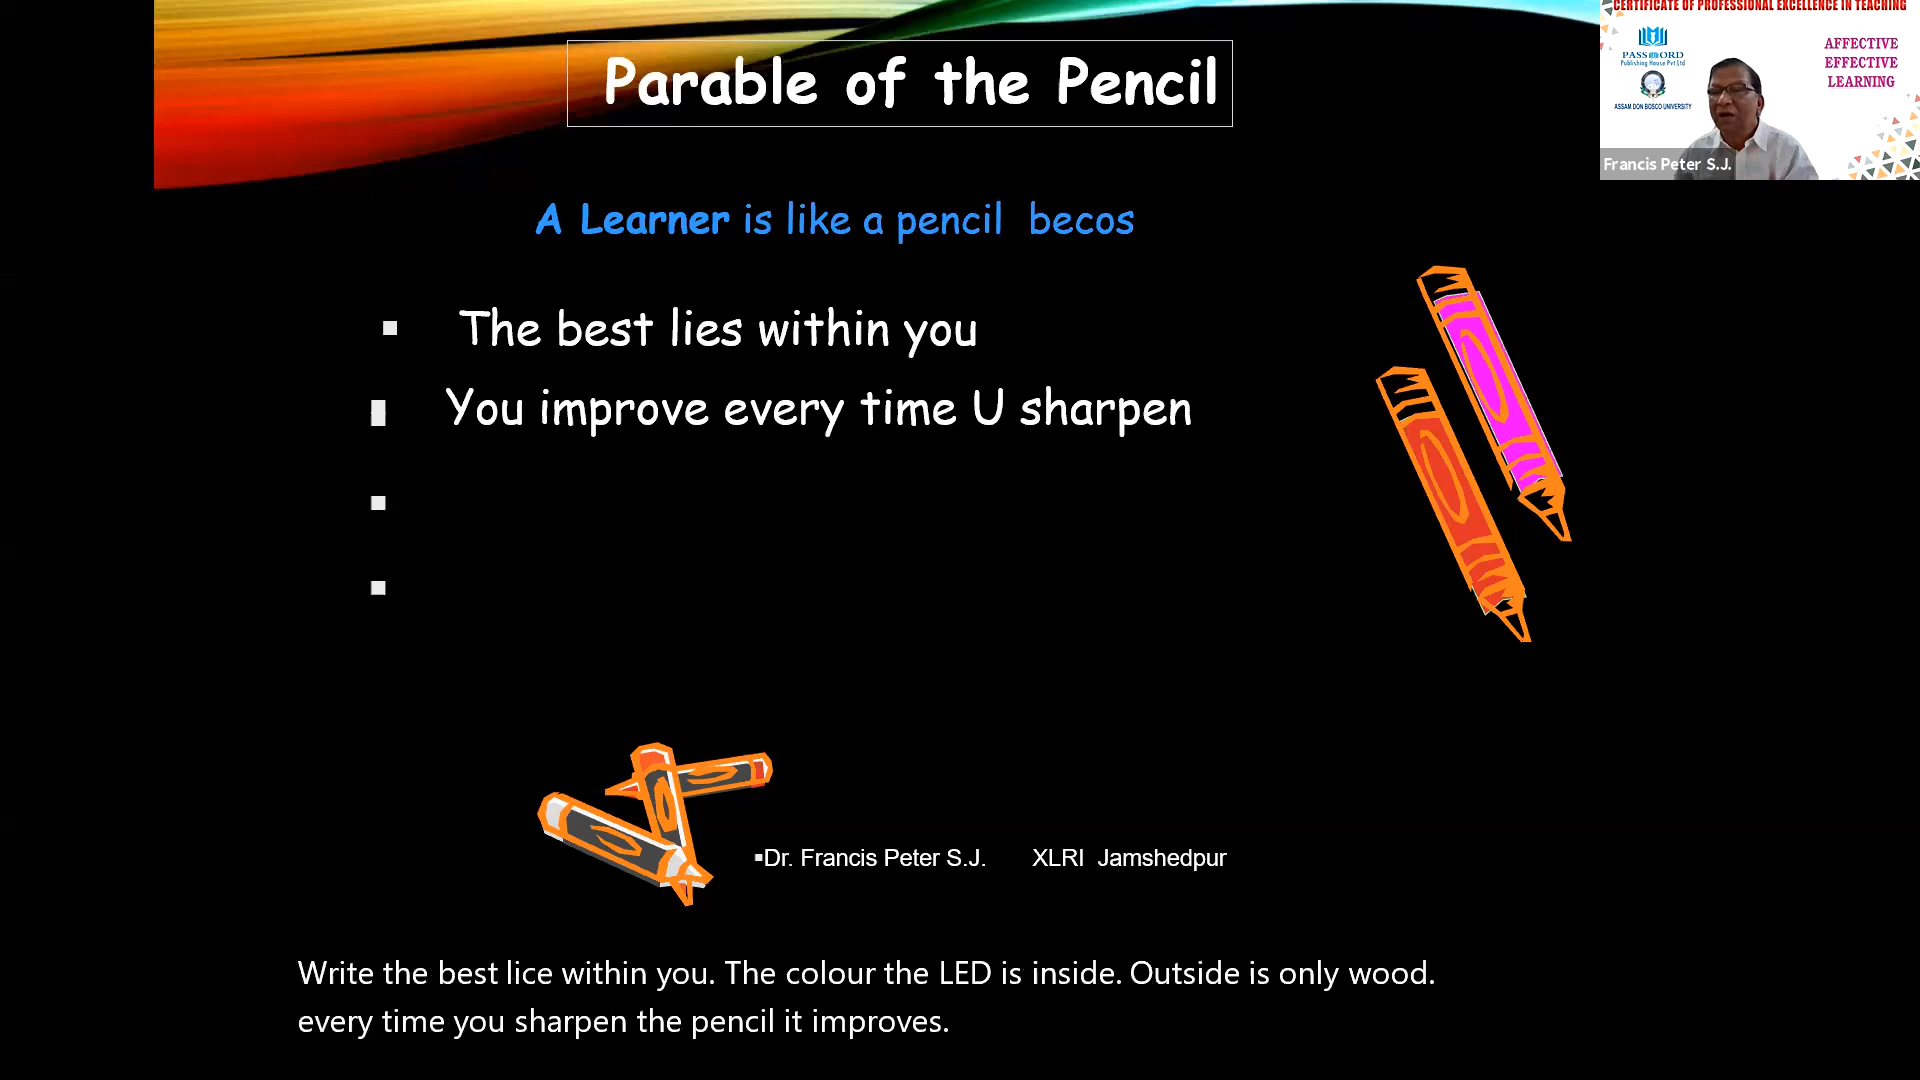 Parable of the Pencil
CERTIFICATE OF PROFESSIONAL EXCELLENCE IN TEACHING
PASSWORD
Publishing House Pvt Ltd
ASSAM DON BOSCO UNIVERSITY
AFFECTIVE
EFFECTIVE
LEARNING
Francis Peter S.J.
A Learner is like a pencil becos
▪ The best lies within you
▪ You improve every time U sharpen
▪
▪
▪Dr. Francis Peter S.J. XLRI Jamshedpur
Write the best lice within you. The colour the LED is inside. Outside is only wood.
every time you sharpen the pencil it improves.